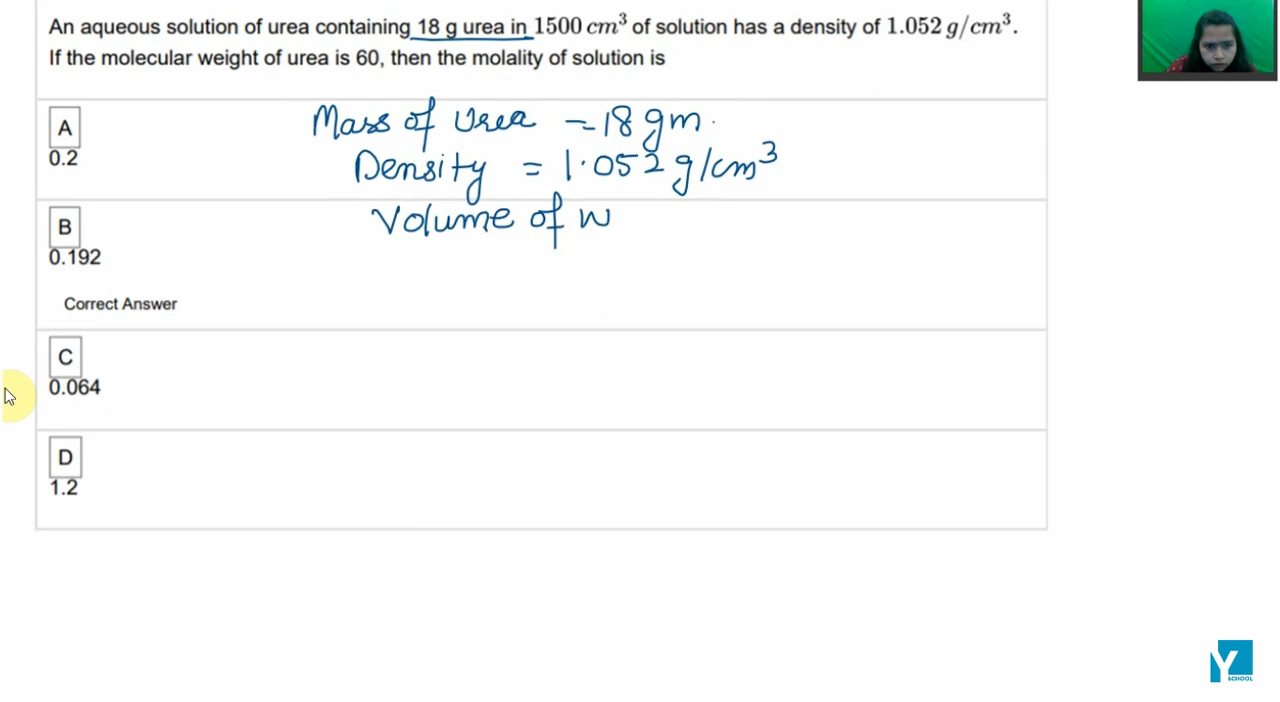 An aqueous solution of urea containing 18 g urea in 1500 cm³ of solution has a density of 1.052 g/cm³.
If the molecular weight of urea is 60, then the molality of solution is
A
0.2
Mass of Urea = 18 gm.
Density = 1.052 g/cm³
Volume of w
B
0.192
Correct Answer
C
0.064
D
1.2
Y
SCHOOL